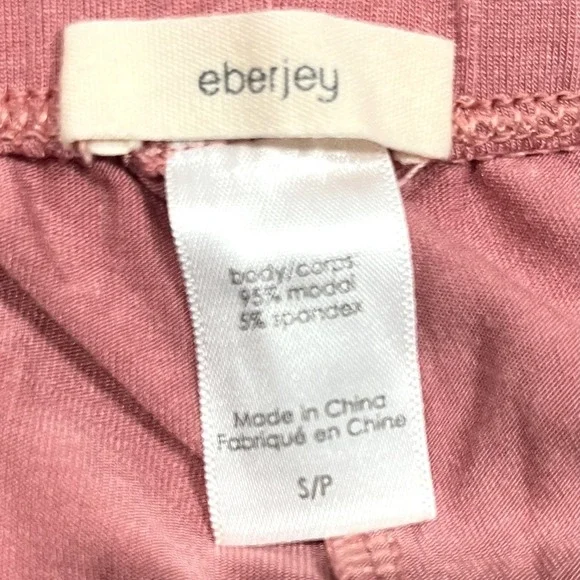 eberjey
body/corps
95% modal
5% spandex
Made in China
Fabriqué en Chine
S/P